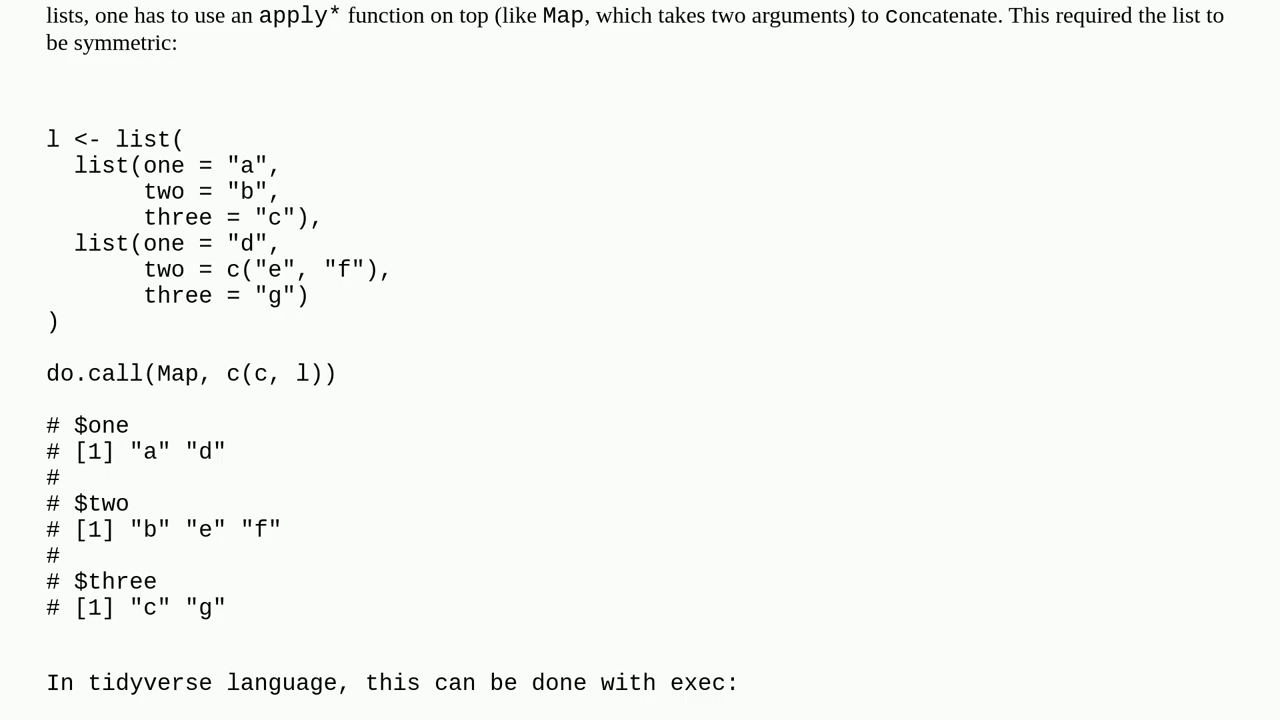 lists, one has to use an apply* function on top (like Map, which takes two arguments) to concatenate. This required the list to
be symmetric:
l <- list(
  list(one = "a",
       two = "b",
       three = "c"),
  list(one = "d",
       two = c("e", "f"),
       three = "g")
)
do.call(Map, c(c, l))
# $one
# [1] "a" "d"
#
# $two
# [1] "b" "e" "f"
#
# $three
# [1] "c" "g"
In tidyverse language, this can be done with exec: